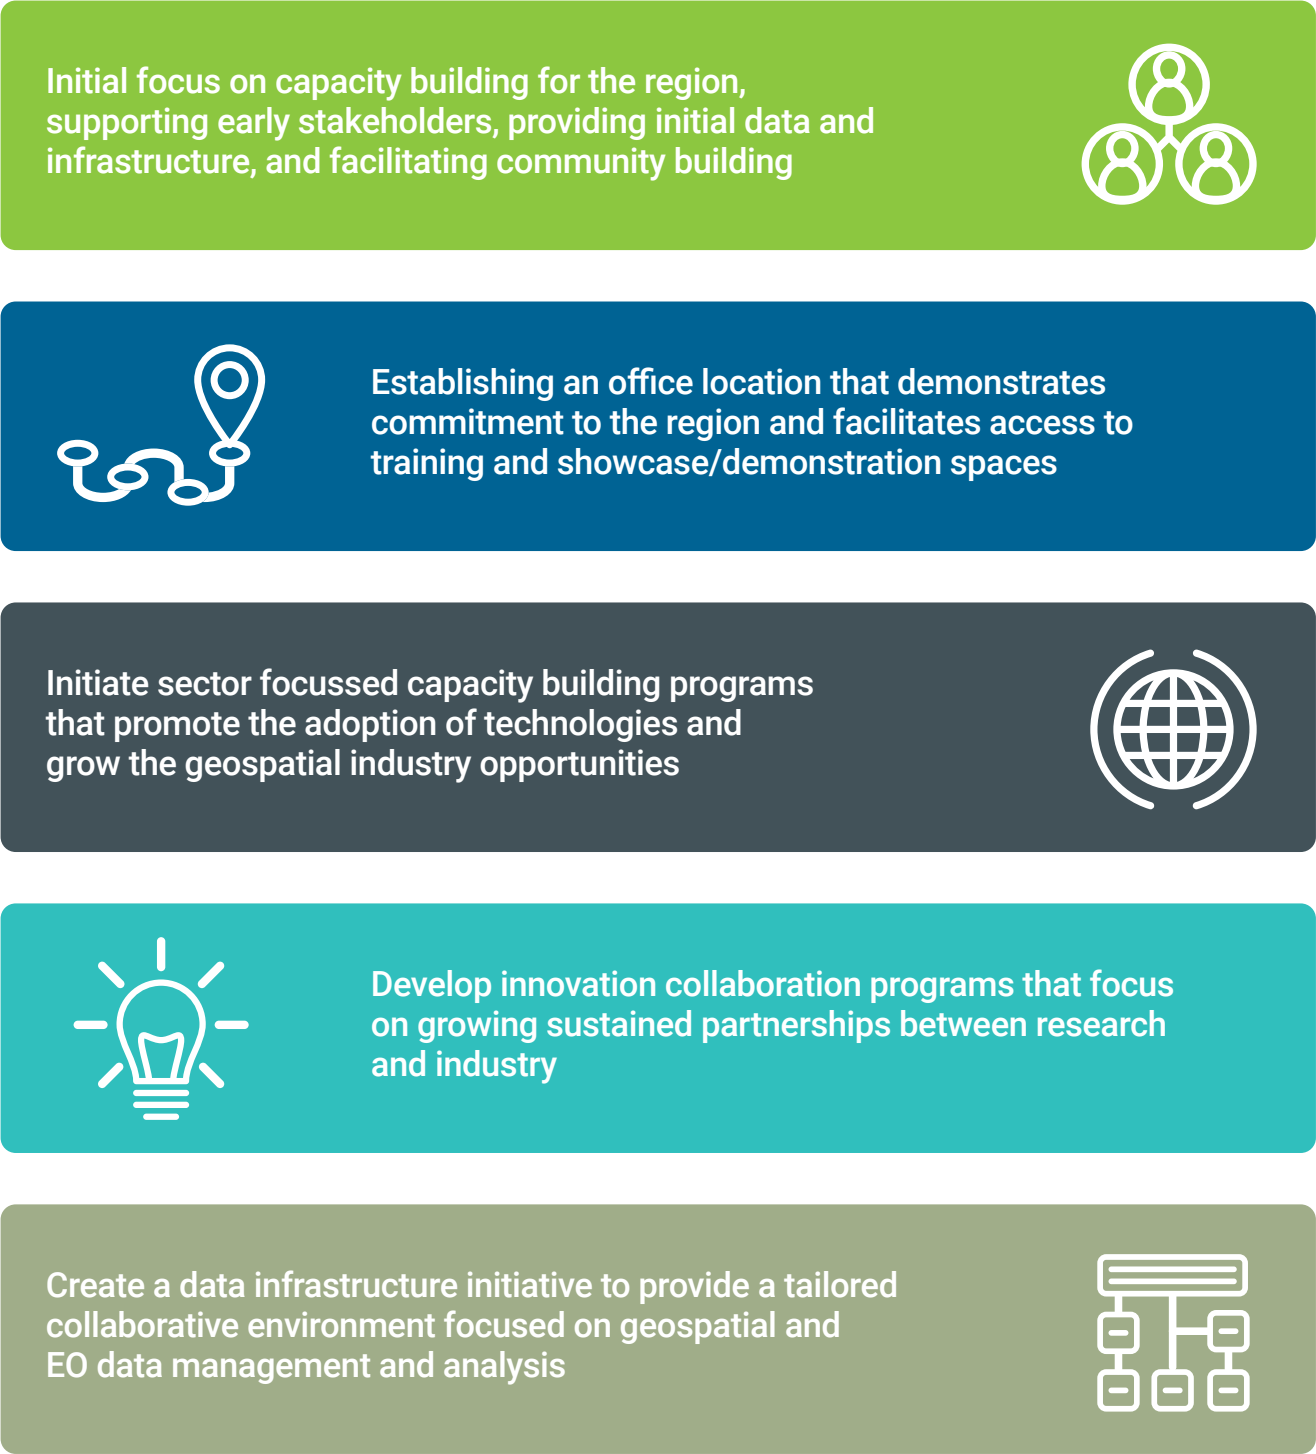 Initial focus on capacity building for the region,
supporting early stakeholders, providing initial data and
infrastructure, and facilitating community building
Establishing an office location that demonstrates
commitment to the region and facilitates access to
training and showcase/demonstration spaces
Initiate sector focussed capacity building programs
that promote the adoption of technologies and
grow the geospatial industry opportunities
Develop innovation collaboration programs that focus
on growing sustained partnerships between research
and industry
Create a data infrastructure initiative to provide a tailored
collaborative environment focused on geospatial and
EO data management and analysis